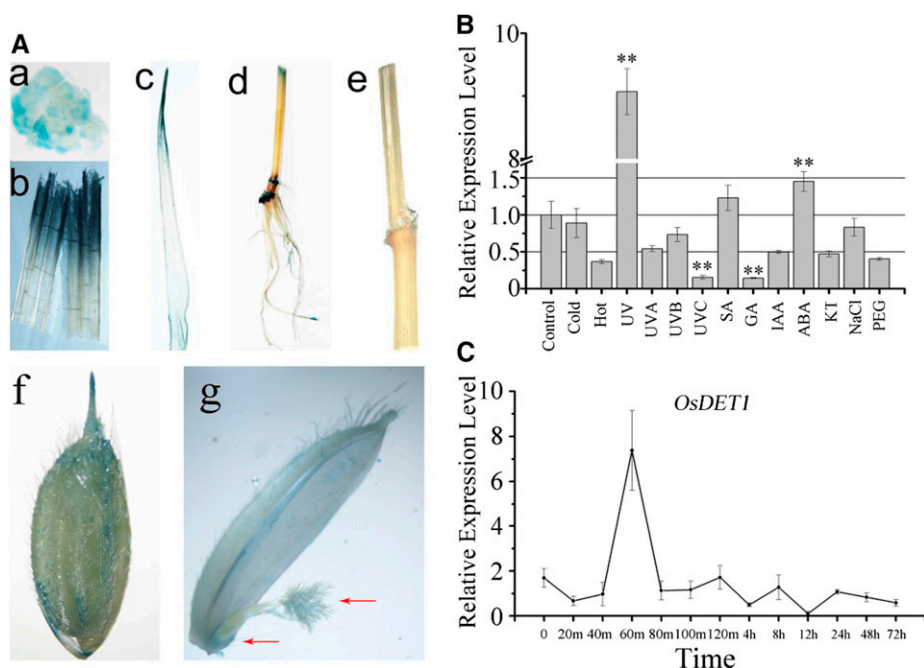 A
a
b
c
d
e
f
g
B
Relative Expression Level
10
8
1.5
1.0
0.5
0
** ** ** **
Control Cold Hot UV UVA UVB UVC SA GA IAA ABA KT NaCl PEG
C
OsDET1
Relative Expression Level
10
8
6
4
2
0
0 20m 40m 60m 80m 100m 120m 4h 8h 12h 24h 48h 72h
Time